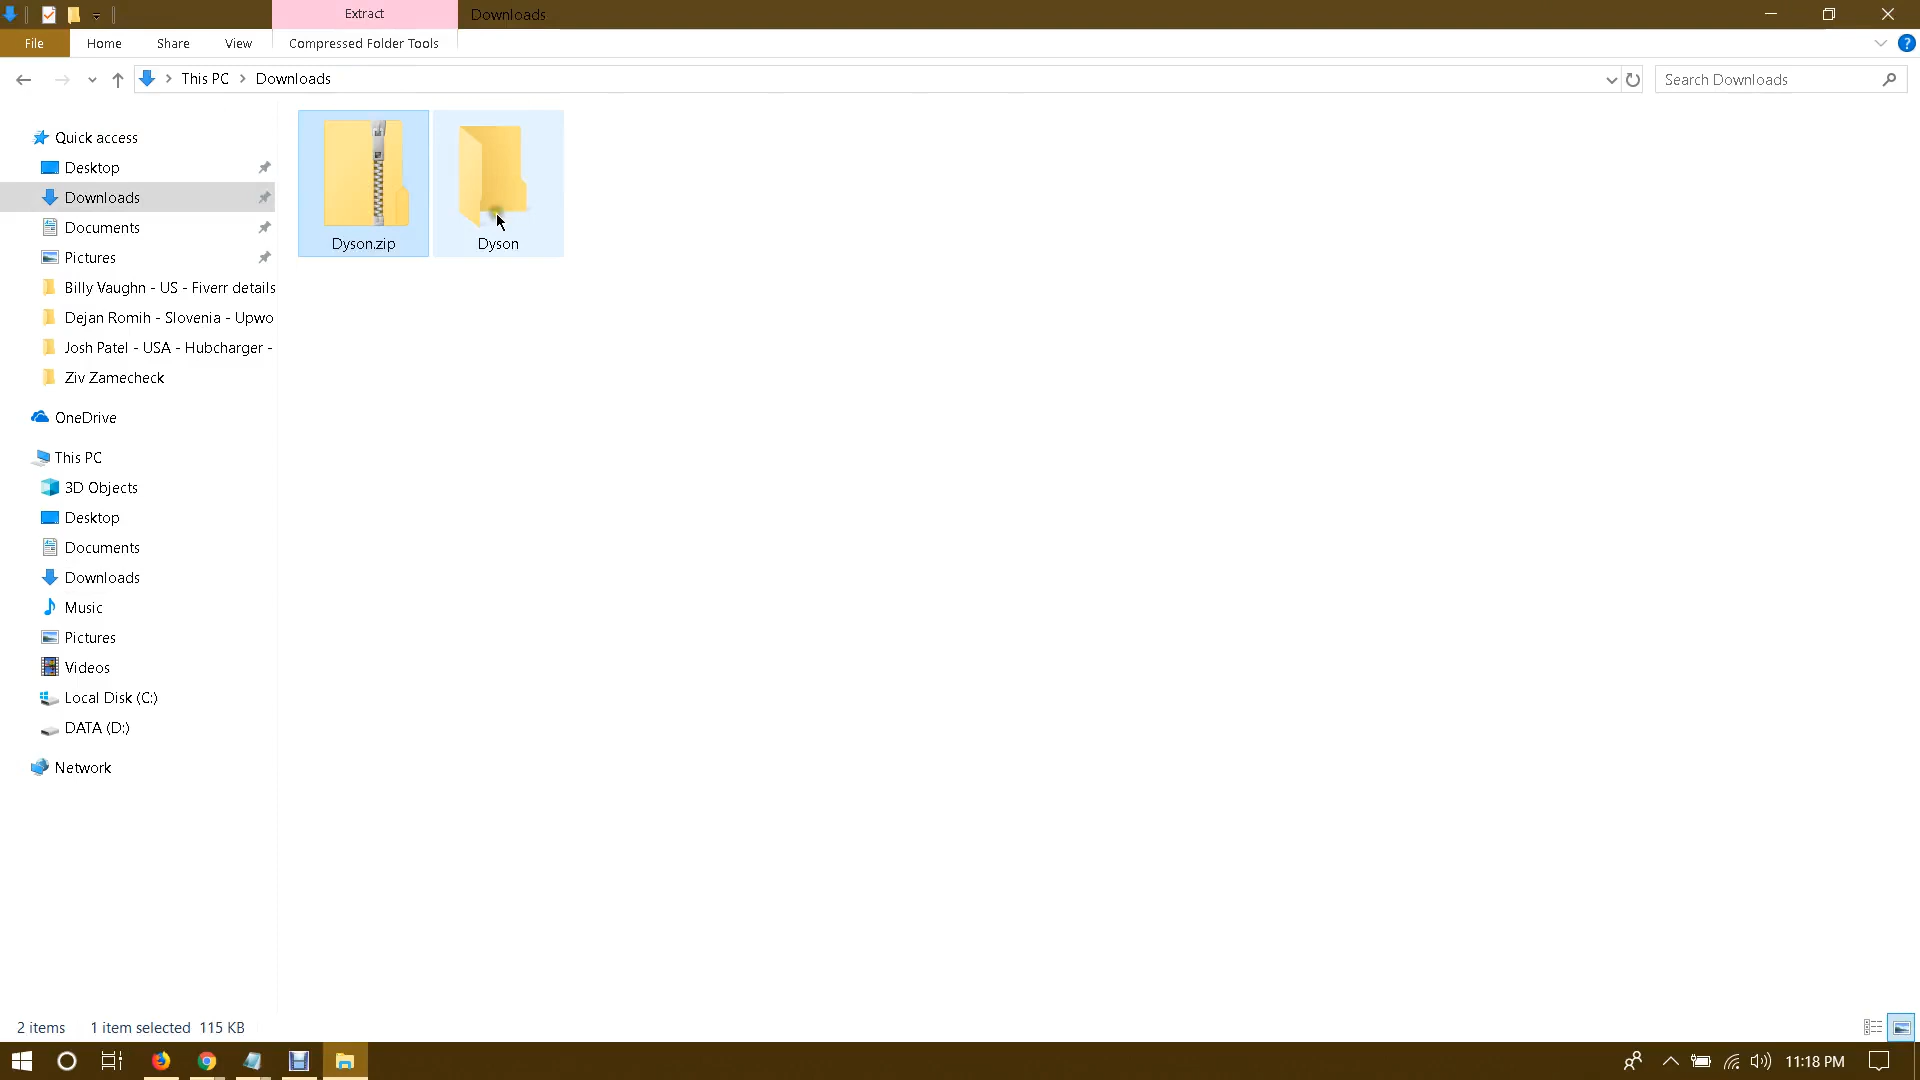 Extract
Downloads
File
Home
Share
View
Compressed Folder Tools
?
This PC
Downloads
Search Downloads
Quick access
Desktop
Downloads
Documents
Pictures
Billy Vaughn - US - Fiverr details
Dejan Romih - Slovenia - Upwo
Josh Patel - USA - Hubcharger -
Ziv Zamecheck
OneDrive
This PC
3D Objects
Desktop
Documents
Downloads
Music
Pictures
Videos
Local Disk (C:)
DATA (D:)
Network
Dyson.zip
Dyson
2 items
1 item selected 115 KB
11:18 PM